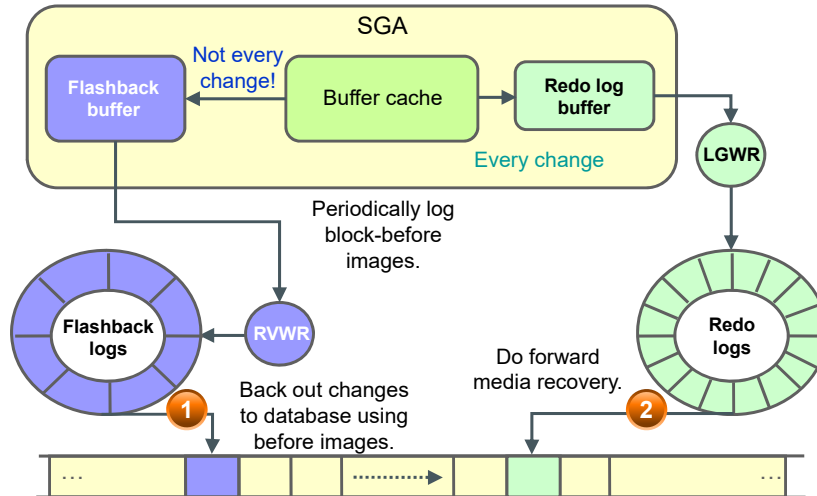 SGA
Not every
change!
Flashback
buffer
Buffer cache
Redo log
buffer
Every change
LGWR
Periodically log
block-before
images.
Flashback
logs
RVWR
Redo
logs
Do forward
media recovery.
1
Back out changes
to database using
before images.
2
...
...